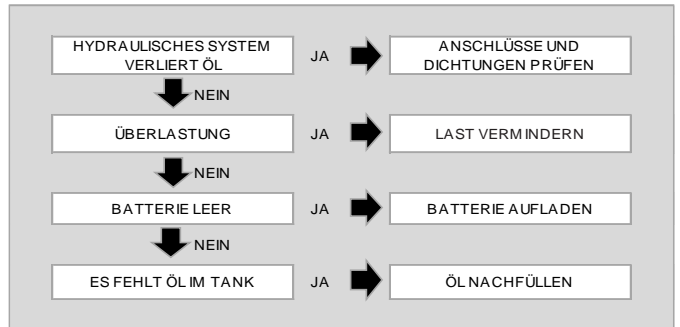 HYDRAULISCHES SYSTEM
VERLIERT ÖL
JA
ANSCHLÜSSE UND
DICHTUNGEN PRÜFEN
NEIN
ÜBERLASTUNG
JA
LAST VERMINDERN
NEIN
BATTERIE LEER
JA
BATTERIE AUFLADEN
NEIN
ES FEHLT ÖL IM TANK
JA
ÖL NACHFÜLLEN